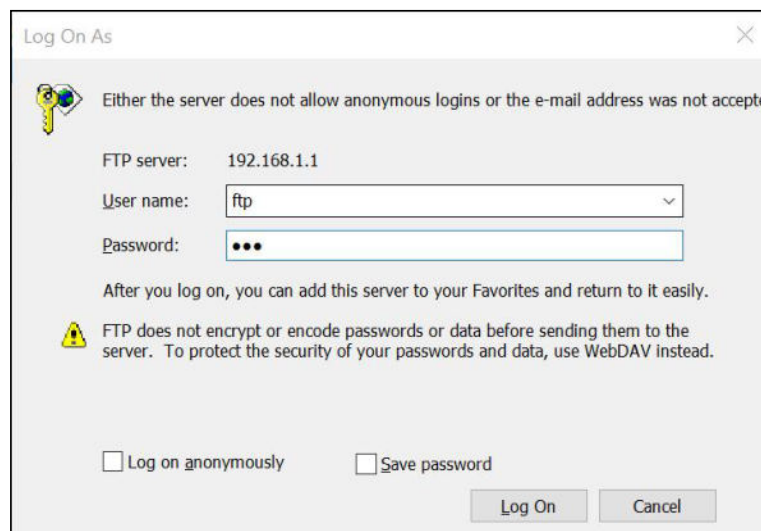 Log On As
Either the server does not allow anonymous logins or the e-mail address was not accepte
FTP server: 192.168.1.1
User name: ftp
Password: •••
After you log on, you can add this server to your Favorites and return to it easily.
FTP does not encrypt or encode passwords or data before sending them to the
server. To protect the security of your passwords and data, use WebDAV instead.
Log on anonymously Save password
Log On Cancel